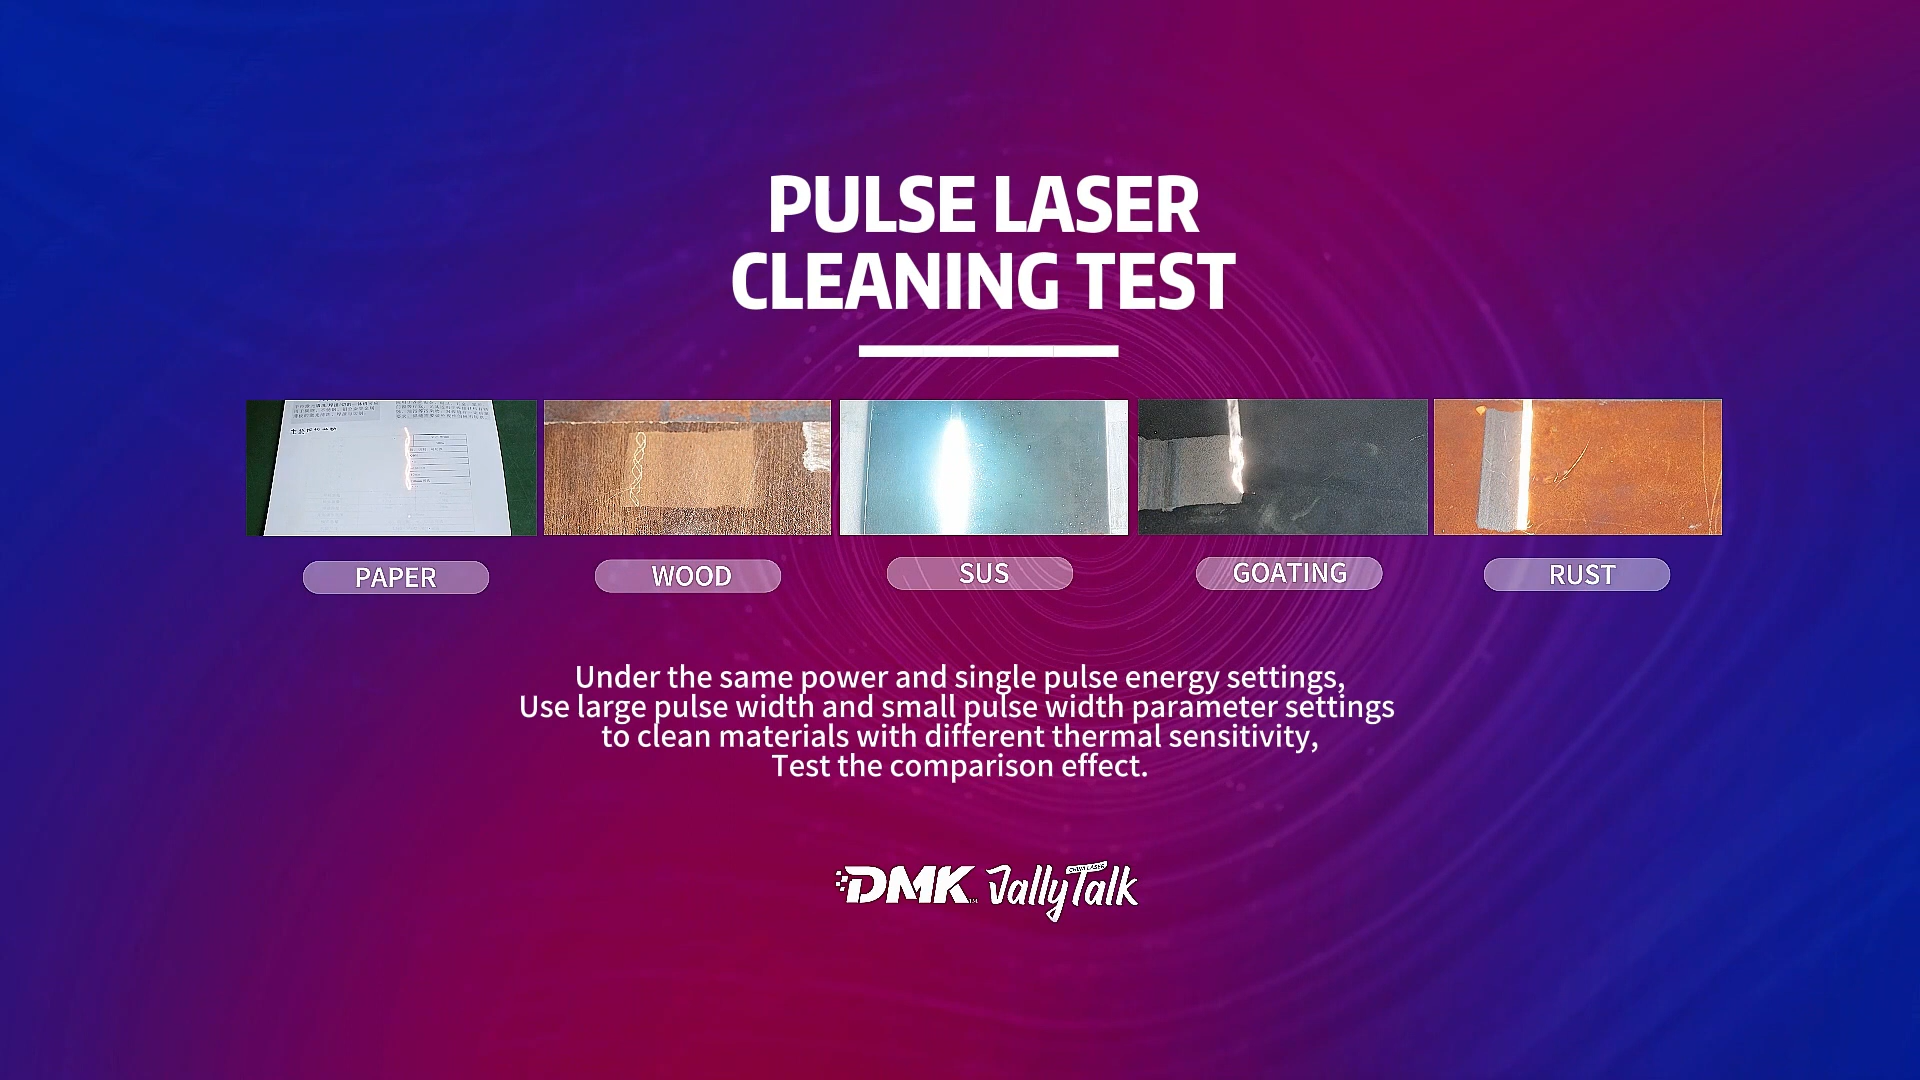 PULSE LASER
CLEANING TEST
PAPER
WOOD
SUS
GOATING
RUST
Under the same power and single pulse energy settings,
Use large pulse width and small pulse width parameter settings
to clean materials with different thermal sensitivity,
Test the comparison effect.
DMK JallyTalk